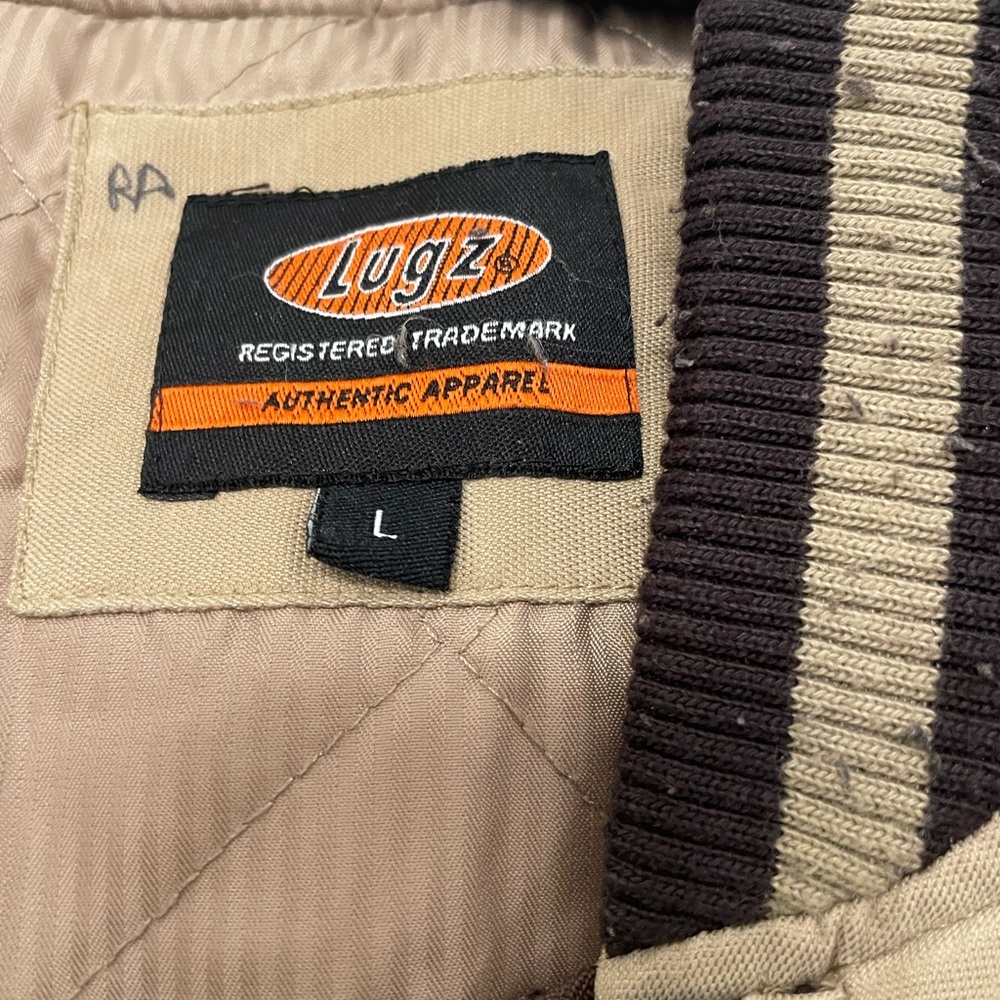 RA
Lugz®
REGISTERED TRADEMARK
AUTHENTIC APPAREL
L